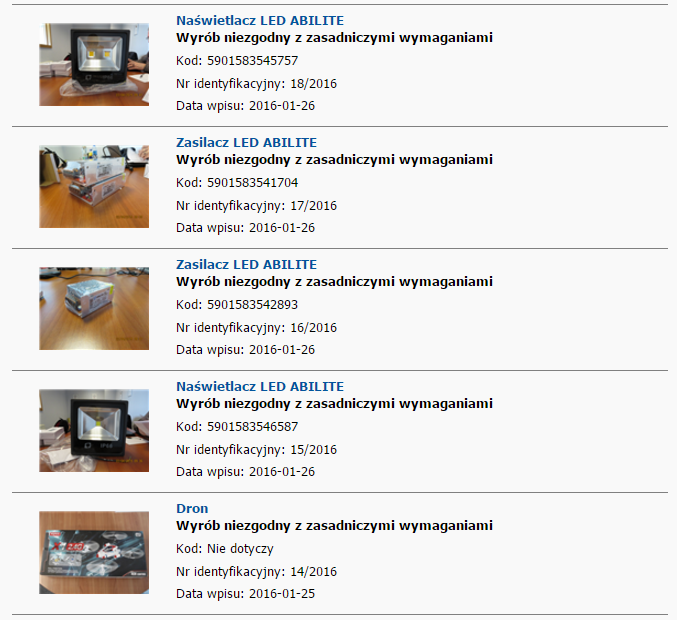 Naświetlacz LED ABILITE
Wyrób niezgodny z zasadniczymi wymaganiami
Kod: 5901583545757
Nr identyfikacyjny: 18/2016
Data wpisu: 2016-01-26
Zasilacz LED ABILITE
Wyrób niezgodny z zasadniczymi wymaganiami
Kod: 5901583541704
Nr identyfikacyjny: 17/2016
Data wpisu: 2016-01-26
Zasilacz LED ABILITE
Wyrób niezgodny z zasadniczymi wymaganiami
Kod: 5901583542893
Nr identyfikacyjny: 16/2016
Data wpisu: 2016-01-26
Naświetlacz LED ABILITE
Wyrób niezgodny z zasadniczymi wymaganiami
Kod: 5901583546587
Nr identyfikacyjny: 15/2016
Data wpisu: 2016-01-26
Dron
Wyrób niezgodny z zasadniczymi wymaganiami
Kod: Nie dotyczy
Nr identyfikacyjny: 14/2016
Data wpisu: 2016-01-25